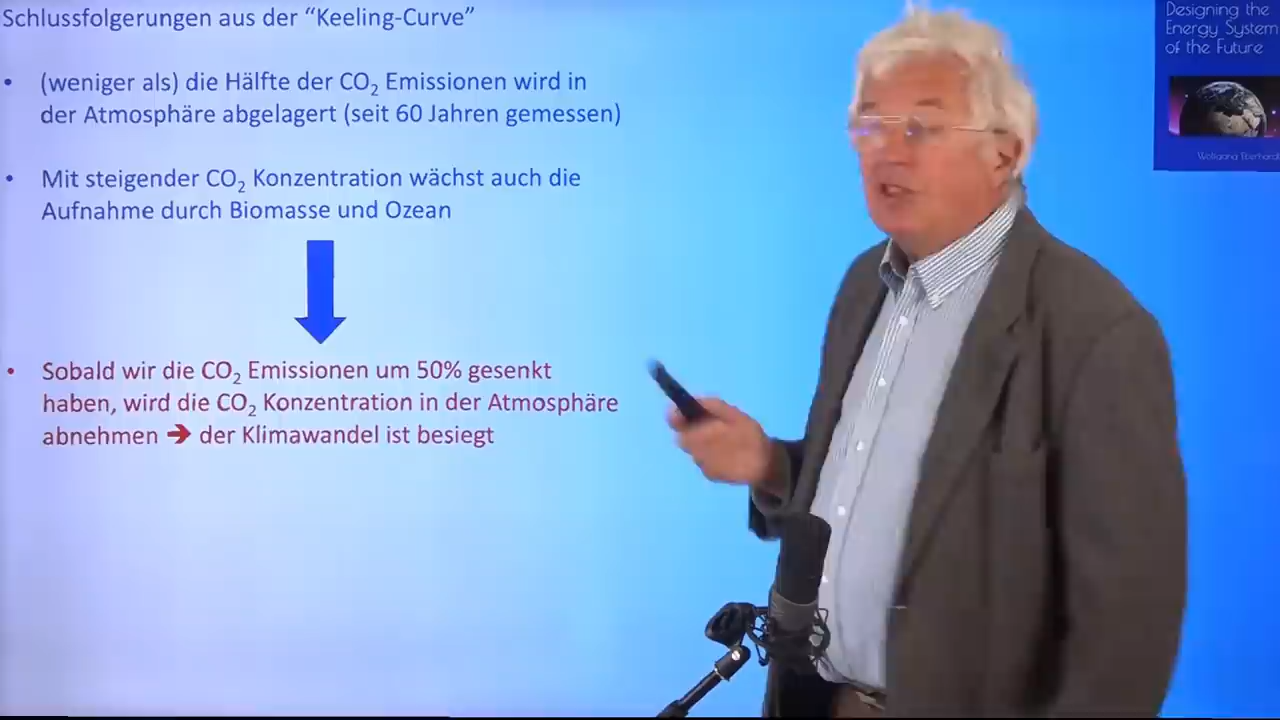 Schlussfolgerungen aus der “Keeling-Curve”
• (weniger als) die Hälfte der CO₂ Emissionen wird in
der Atmosphäre abgelagert (seit 60 Jahren gemessen)
• Mit steigender CO₂ Konzentration wächst auch die
Aufnahme durch Biomasse und Ozean
• Sobald wir die CO₂ Emissionen um 50% gesenkt
haben, wird die CO₂ Konzentration in der Atmosphäre
abnehmen ➔ der Klimawandel ist besiegt
Designing the
Energy System
of the Future
Wolfgang Eberhardt